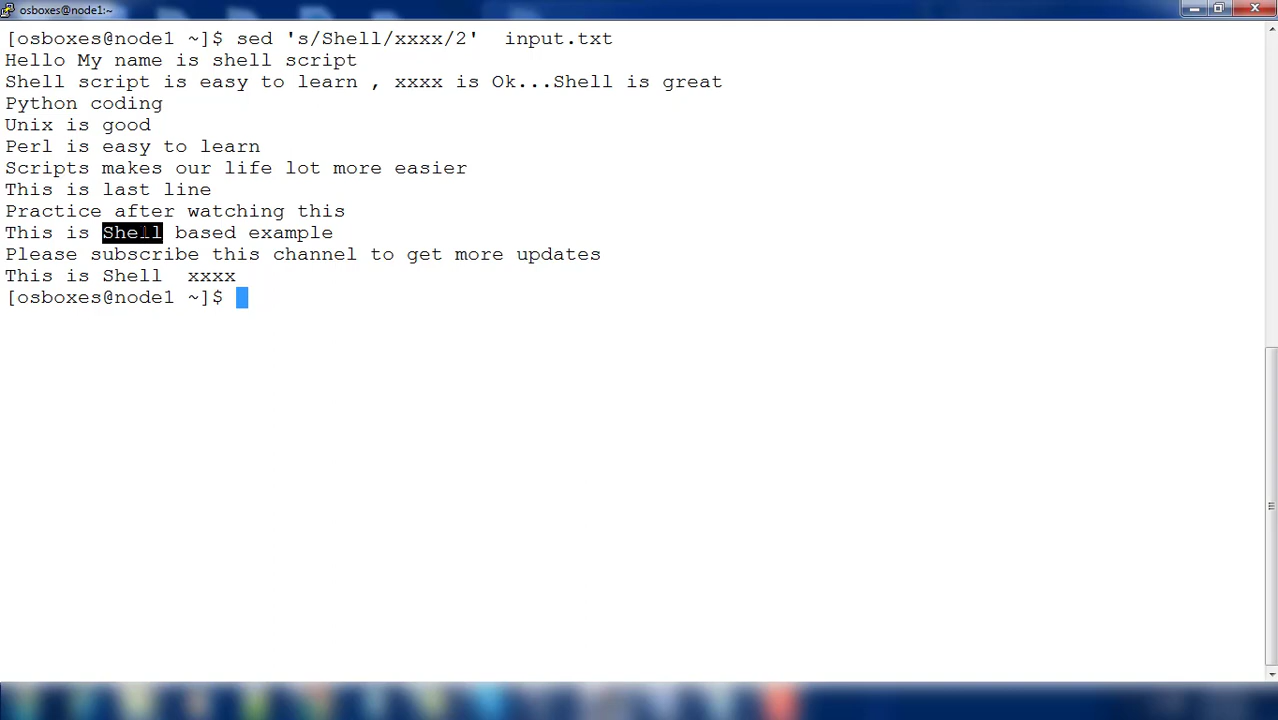 osboxes@node1:~
[osboxes@node1 ~]$ sed 's/Shell/xxxx/2'  input.txt
Hello My name is shell script
Shell script is easy to learn , xxxx is Ok...Shell is great
Python coding
Unix is good
Perl is easy to learn
Scripts makes our life lot more easier
This is last line
Practice after watching this
This is Shell based example
Please subscribe this channel to get more updates
This is Shell  xxxx
[osboxes@node1 ~]$